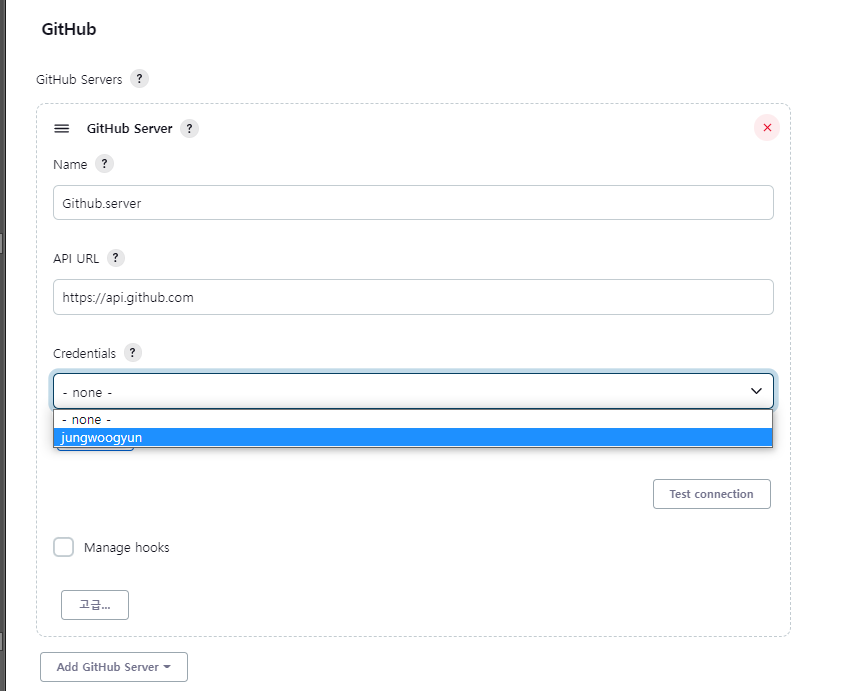 GitHub
GitHub Servers ?
GitHub Server ?
Name ?
Github.server
API URL ?
https://api.github.com
Credentials ?
- none -
- none -
jungwoogyun
Test connection
Manage hooks
고급...
Add GitHub Server